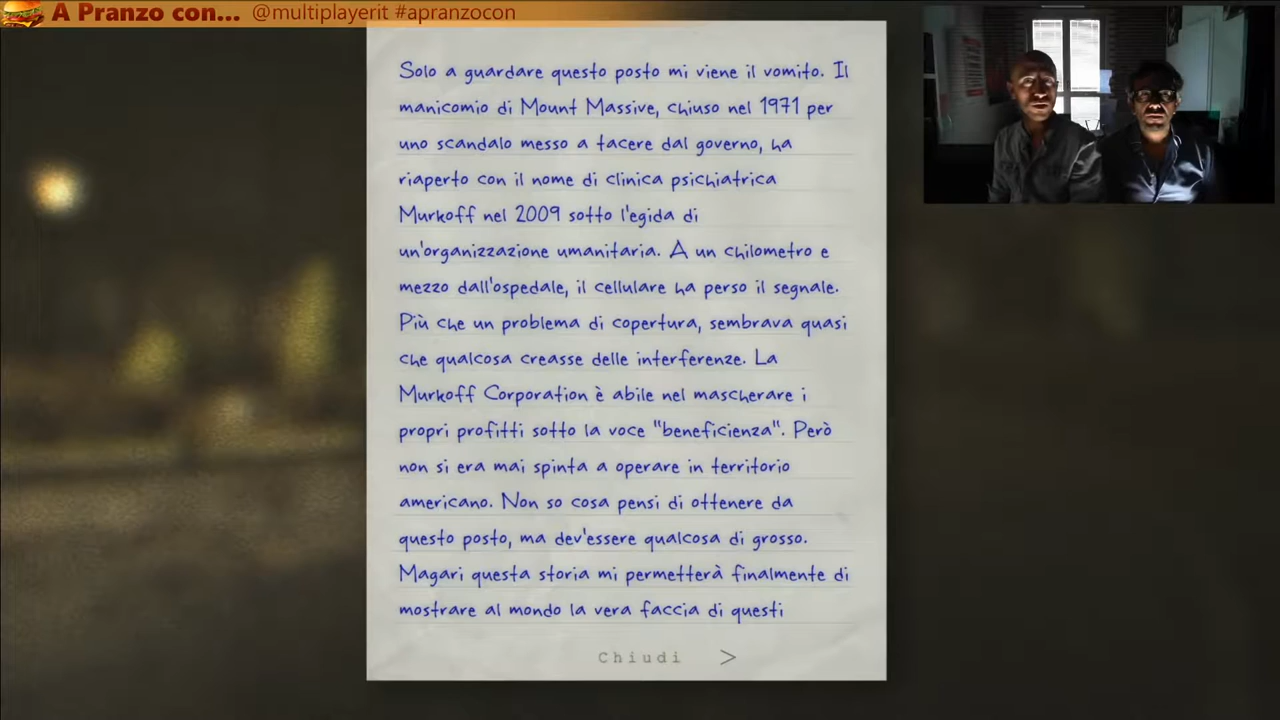 A Pranzo con... @multiplayerit #apranzocon
Solo a guardare questo posto mi viene il vomito. Il
manicomio di Mount Massive, chiuso nel 1971 per
uno scandalo messo a tacere dal governo, ha
riaperto con il nome di clinica psichiatrica
Murkoff nel 2009 sotto l'egida di
un'organizzazione umanitaria. A un chilometro e
mezzo dall'ospedale, il cellulare ha perso il segnale.
Più che un problema di copertura, sembrava quasi
che qualcosa creasse delle interferenze. La
Murkoff Corporation è abile nel mascherare i
propri profitti sotto la voce "beneficienza". Però
non si era mai spinta a operare in territorio
americano. Non so cosa pensi di ottenere da
questo posto, ma dev'essere qualcosa di grosso.
Magari questa storia mi permetterà finalmente di
mostrare al mondo la vera faccia di questi
Chiudi >